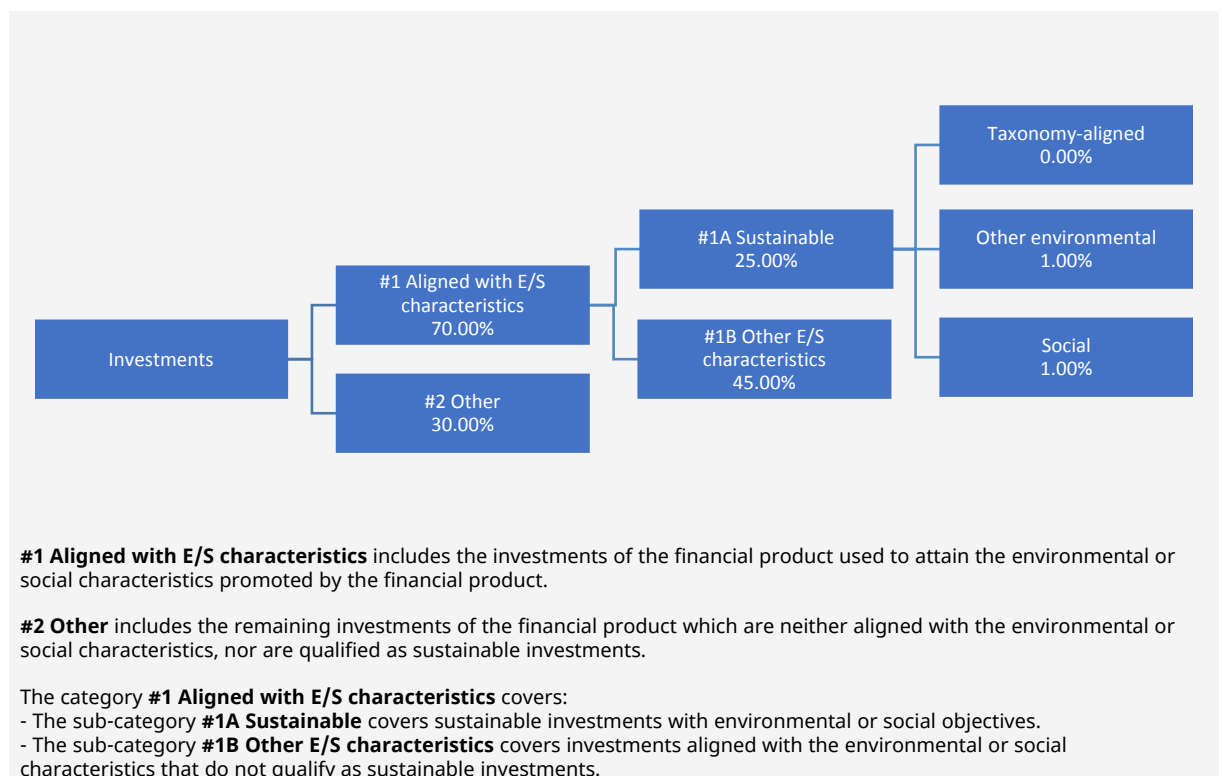 Taxonomy-aligned
0.00%
#1A Sustainable
25.00%
Other environmental
1.00%
#1 Aligned with E/S
characteristics
70.00%
Investments
#1B Other E/S
characteristics
45.00%
Social
1.00%
#2 Other
30.00%
#1 Aligned with E/S characteristics includes the investments of the financial product used to attain the environmental or
social characteristics promoted by the financial product.
#2 Other includes the remaining investments of the financial product which are neither aligned with the environmental or
social characteristics, nor are qualified as sustainable investments.
The category #1 Aligned with E/S characteristics covers:
- The sub-category #1A Sustainable covers sustainable investments with environmental or social objectives.
- The sub-category #1B Other E/S characteristics covers investments aligned with the environmental or social
characteristics that do not qualify as sustainable investments.